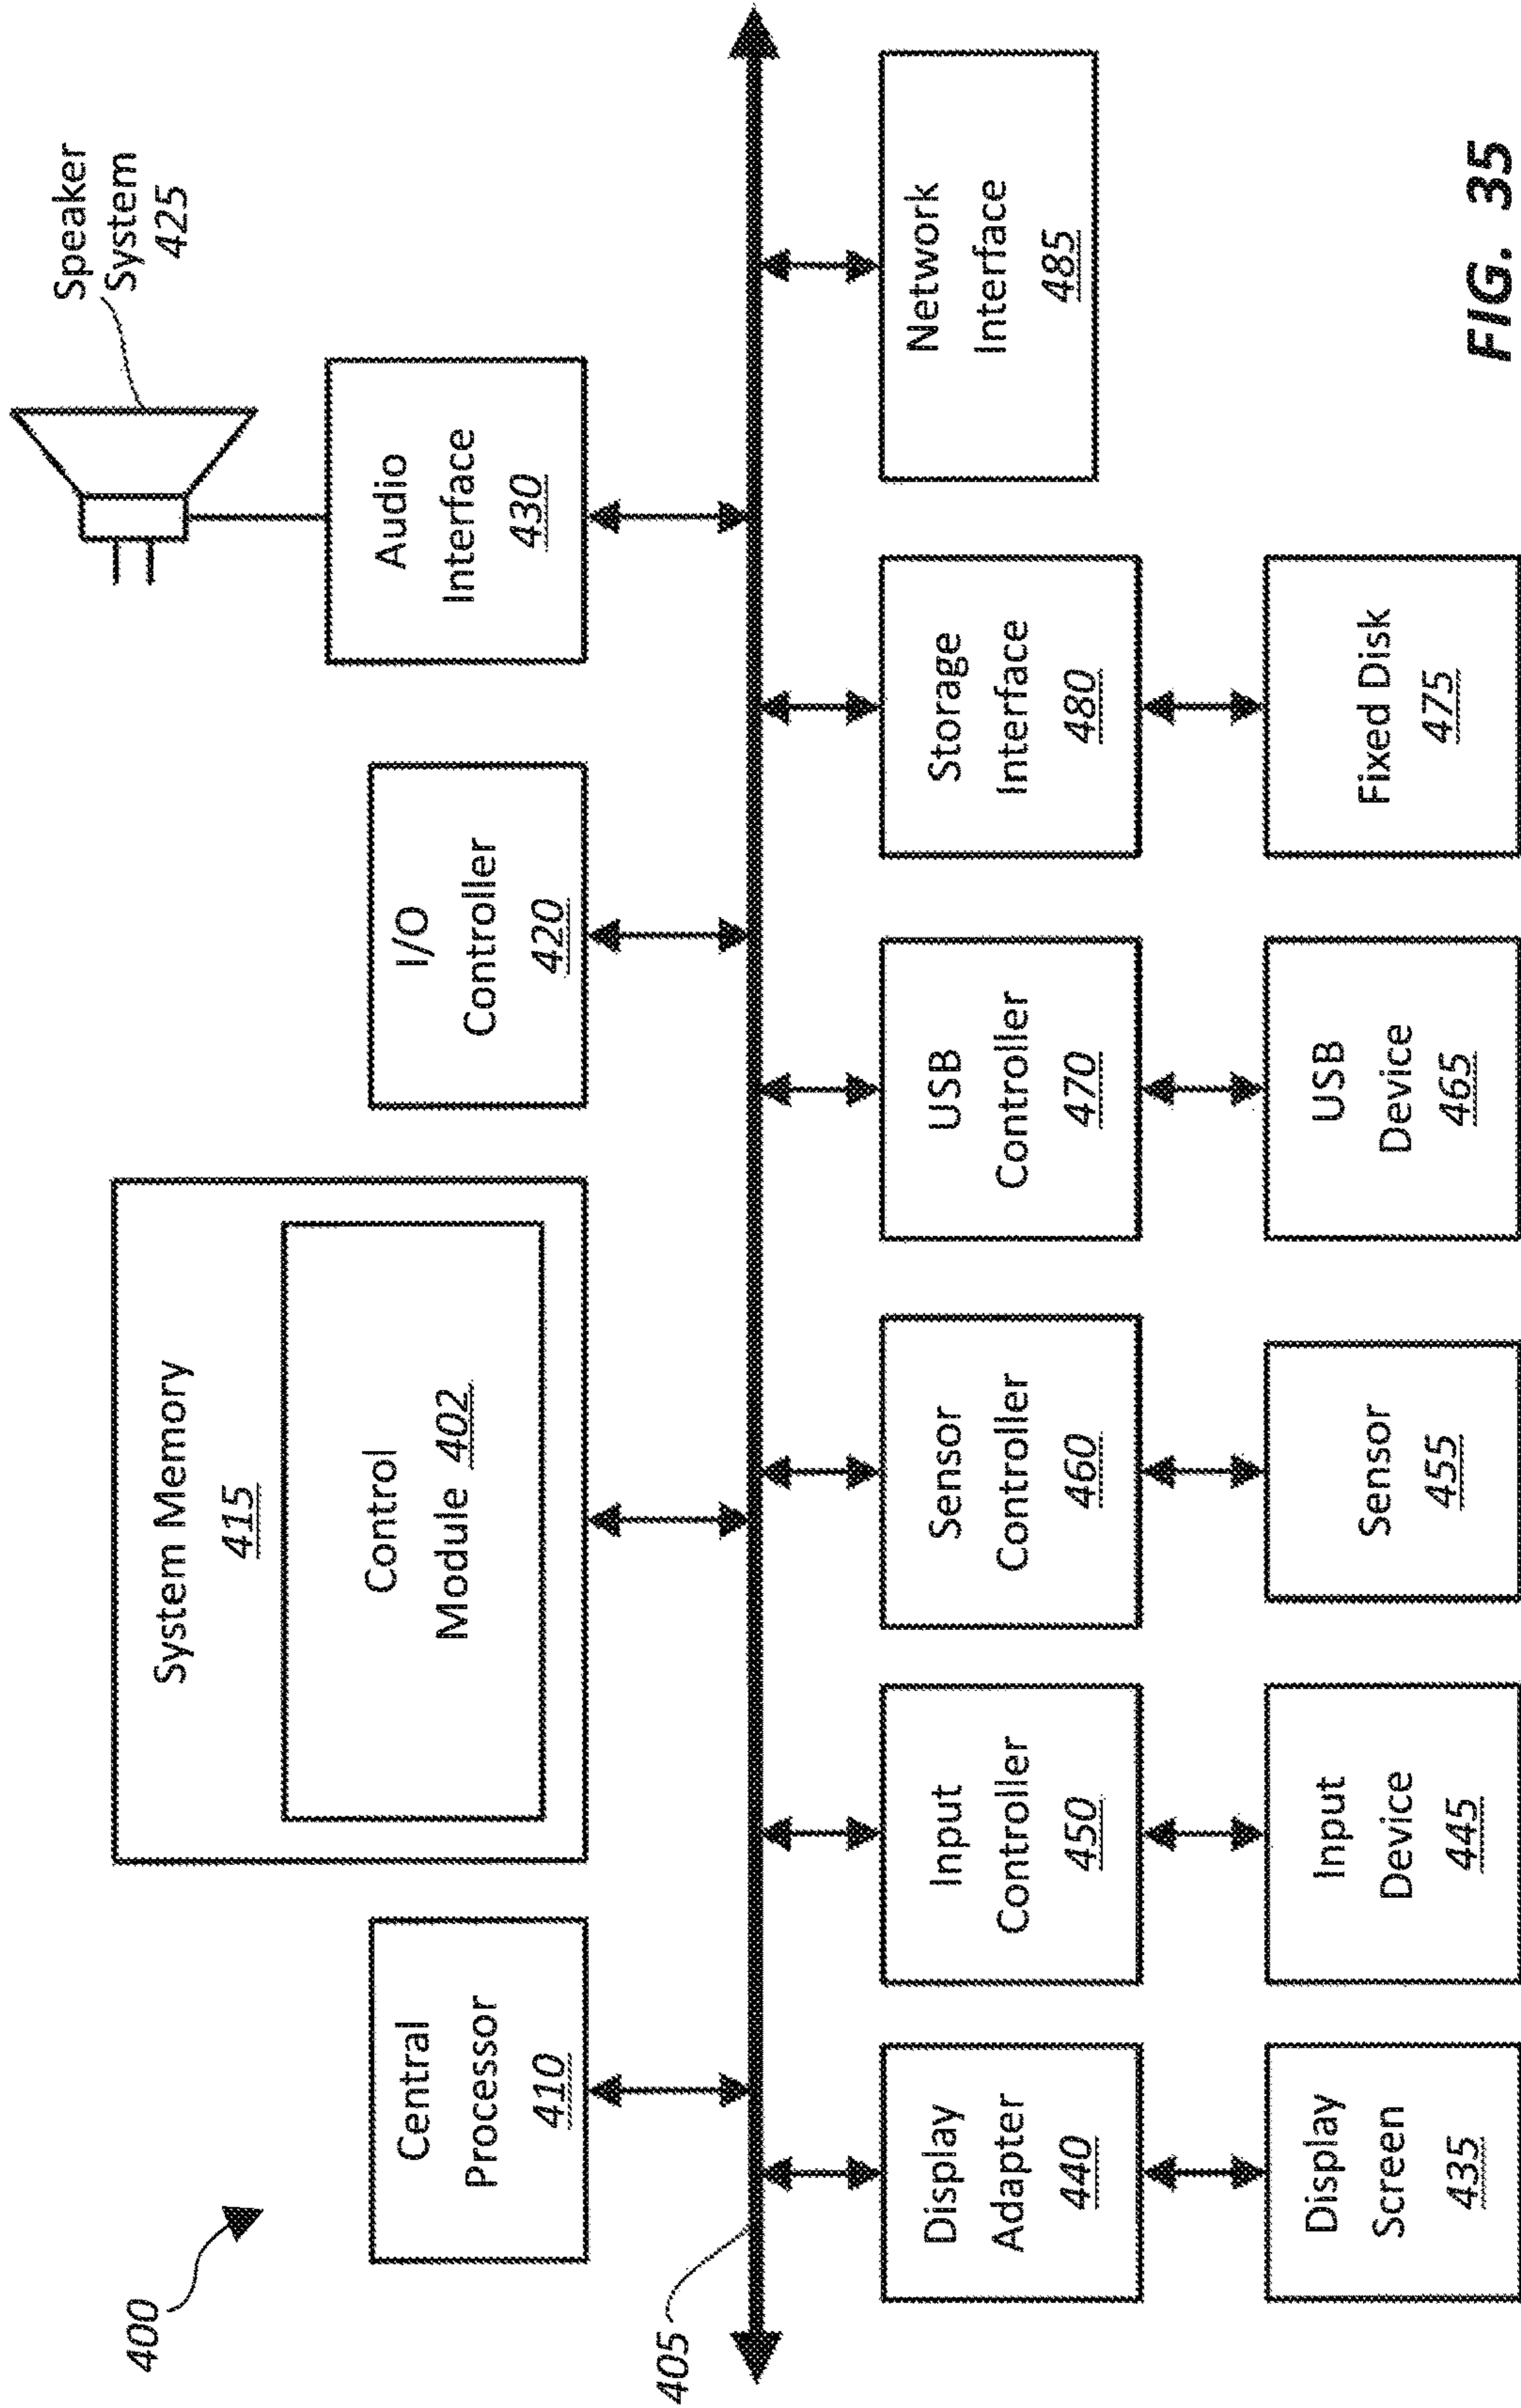 400
Speaker
System
425
System Memory
415
Control
Module 402
Central
Processor
410
I/O
Controller
420
Audio
Interface
430
405
Display
Adapter
440
Input
Controller
450
Sensor
Controller
460
USB
Controller
470
Storage
Interface
480
Network
Interface
485
Display
Screen
435
Input
Device
445
Sensor
455
USB
Device
465
Fixed Disk
475
FIG. 35